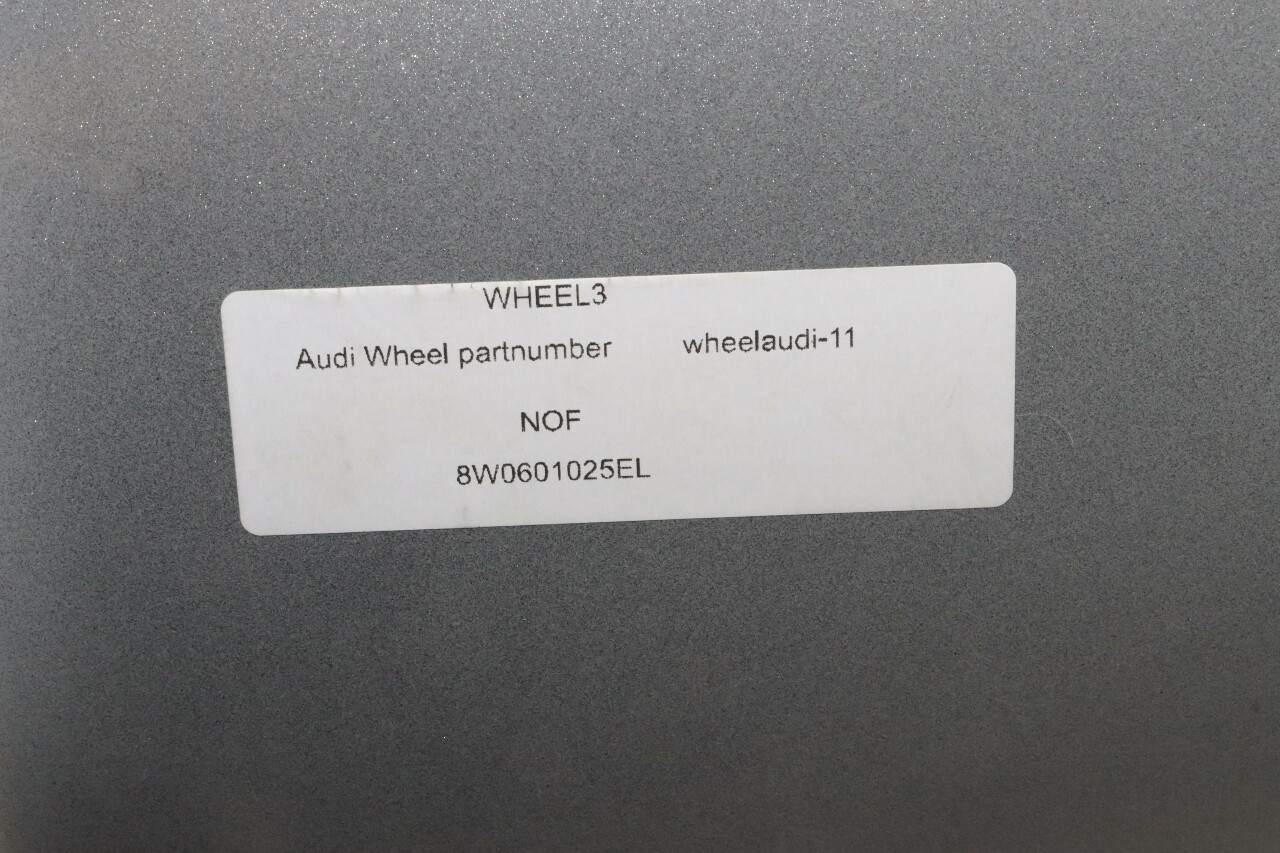 WHEEL3
Audi Wheel partnumber wheelaudi-11
NOF
8W0601025EL